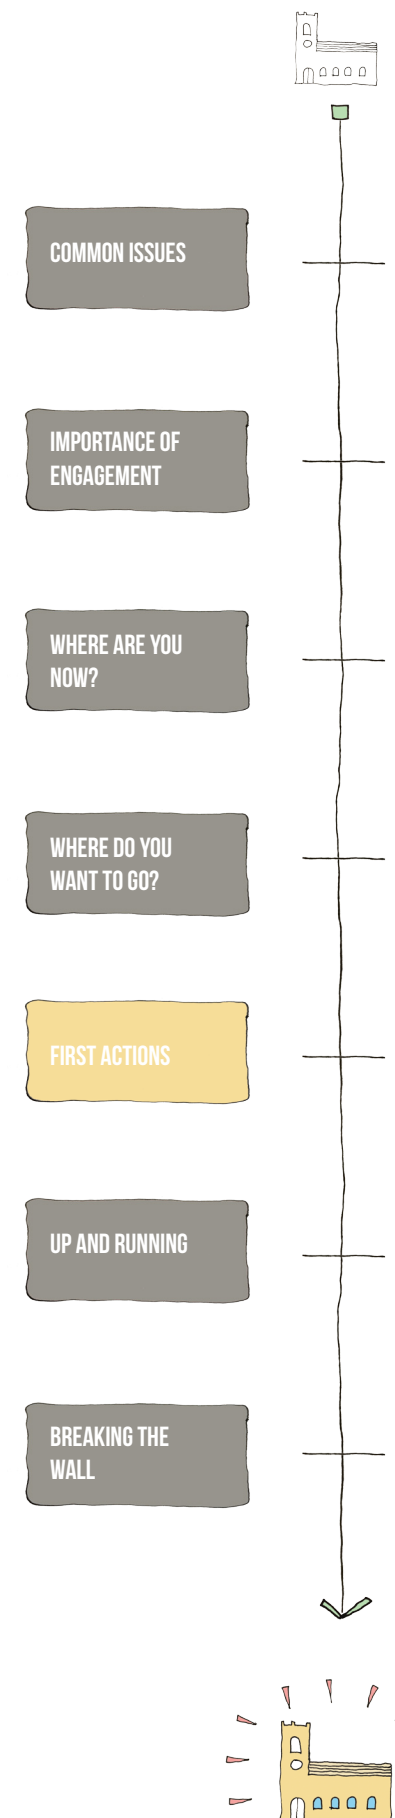 COMMON ISSUES
IMPORTANCE OF
ENGAGEMENT
WHERE ARE YOU
NOW?
WHERE DO YOU
WANT TO GO?
FIRST ACTIONS
UP AND RUNNING
BREAKING THE
WALL